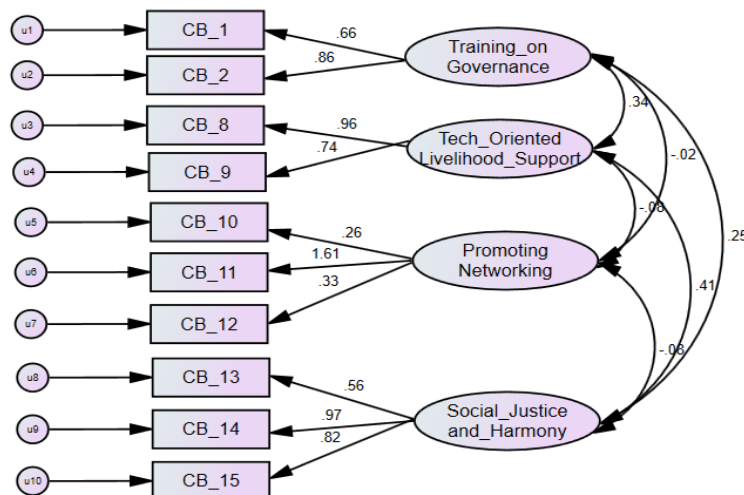 u1
CB_1
.66
Training_on
Governance
u2
CB_2
.86
.34
u3
CB_8
.96
Tech_Oriented
Livelihood_Support
-.02
u4
CB_9
.74
-.08
.25
u5
CB_10
.26
Promoting
Networking
u6
CB_11
1.61
.41
u7
CB_12
.33
-.03
u8
CB_13
.56
Social_Justice
and_Harmony
u9
CB_14
.97
u10
CB_15
.82